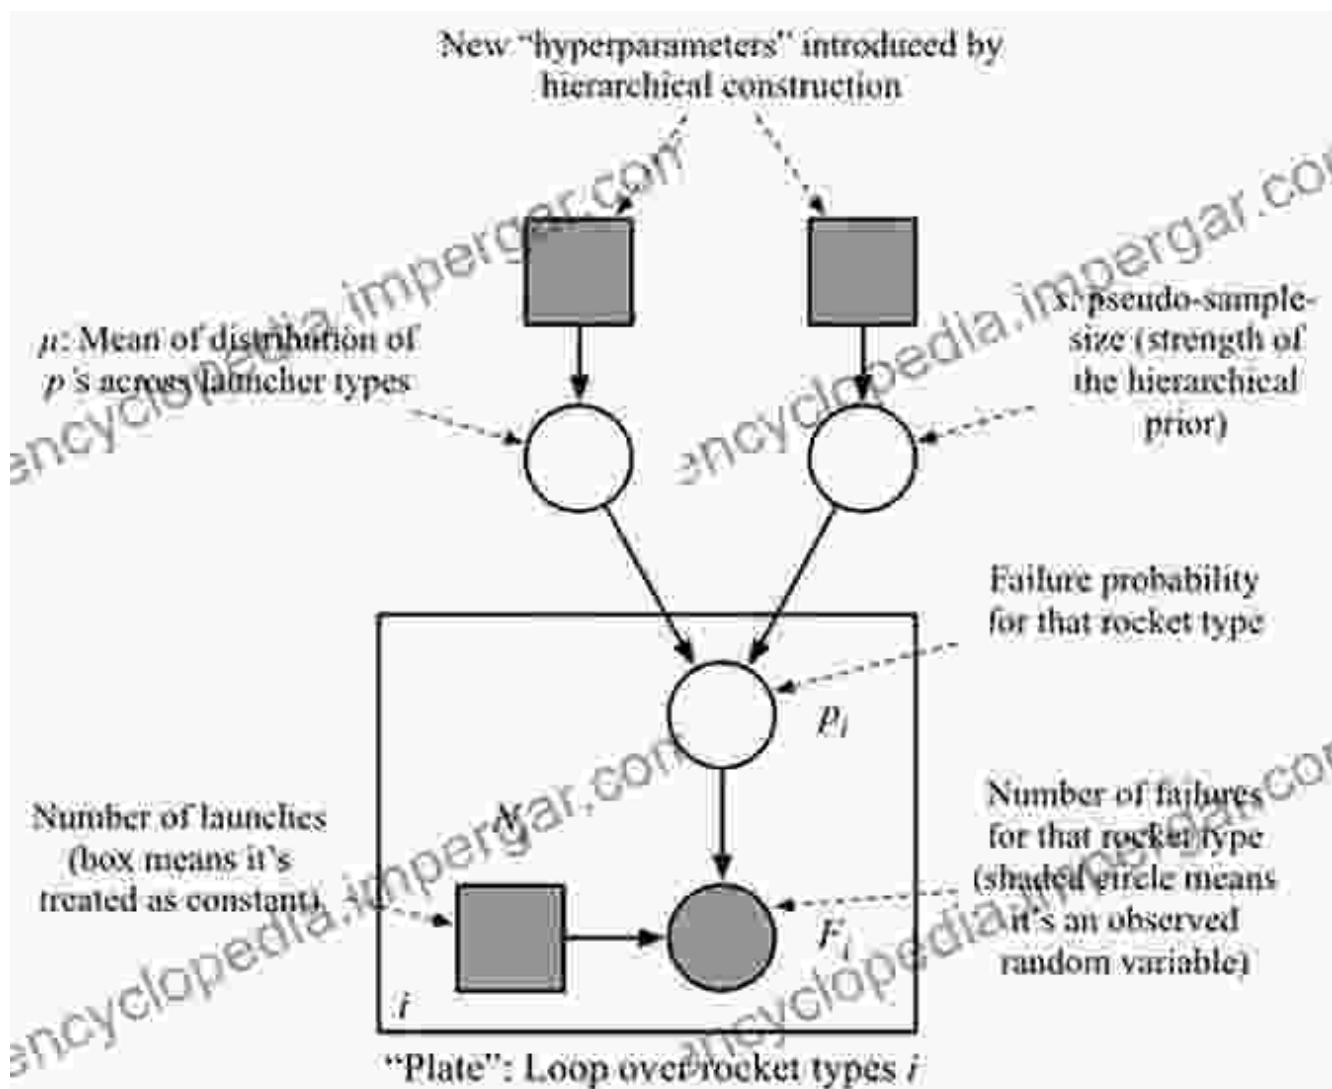 New “hyperparameters” introduced by
hierarchical construction
μ: Mean of distribution of
p's across launcher types
s: pseudo-sample-
size (strength of
the hierarchical
prior)
Failure probability
for that rocket type
pᵢ
Number of launches
(box means it's
treated as constant)
Number of failures
for that rocket type
(shaded circle means
it's an observed
random variable)
Fᵢ
i
“Plate”: Loop over rocket types i
encyclopedia.impergar.com
encyclopedia.impergar.com
encyclopedia.impergar.com
encyclopedia.impergar.com